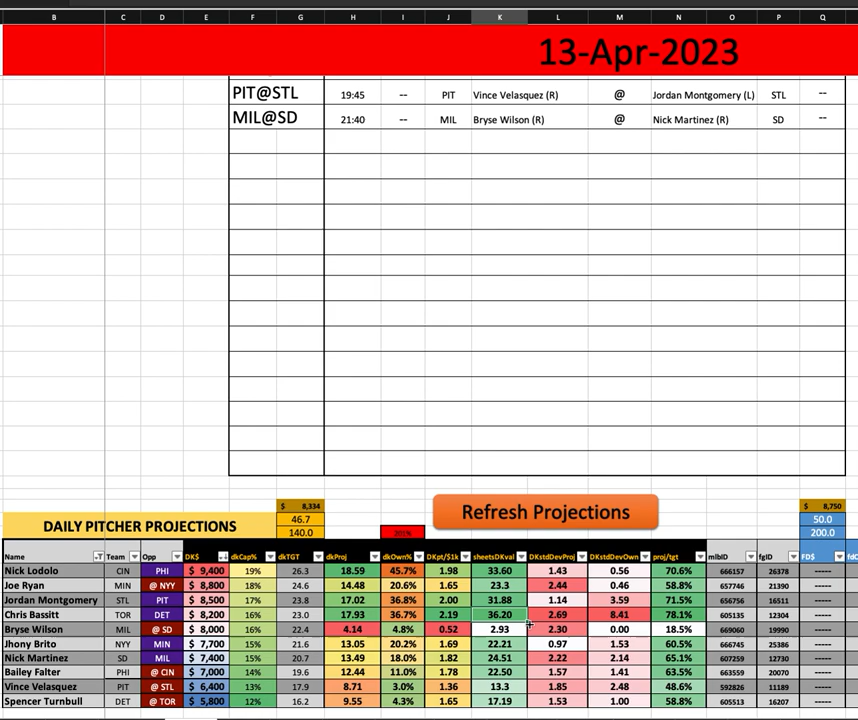 B C D E F G H I J K L M N O P Q
13-Apr-2023
PIT@STL 19:45 -- PIT Vince Velasquez (R) @ Jordan Montgomery (L) STL --
MIL@SD 21:40 -- MIL Bryse Wilson (R) @ Nick Martinez (R) SD --
$ 8,334 $ 8,750
Refresh Projections
46.7 50.0
DAILY PITCHER PROJECTIONS
140.0 201% 200.0
Name Team Opp DK$ dkCap% dkTGT dkProj dkOwn% DKpt/$1k sheetsDKval DKstdDevProj DKstdDevOwn proj/tgt mlbID fgID FD$
Nick Lodolo CIN PHI $ 9,400 19% 26.3 18.59 45.7% 1.98 33.60 1.43 0.56 70.6% 666157 26378 -----
Joe Ryan MIN @ NYY $ 8,800 18% 24.6 14.48 20.6% 1.65 23.3 2.44 0.46 58.8% 657746 21390 -----
Jordan Montgomery STL PIT $ 8,500 17% 23.8 17.02 36.8% 2.00 31.88 1.14 3.59 71.5% 656756 16511 -----
Chris Bassitt TOR DET $ 8,200 16% 23.0 17.93 36.7% 2.19 36.20 2.69 8.41 78.1% 605135 12304 -----
Bryse Wilson MIL @ SD $ 8,000 16% 22.4 4.14 4.8% 0.52 2.93 2.30 0.00 18.5% 669060 19990 -----
Jhony Brito NYY MIN $ 7,700 15% 21.6 13.05 20.2% 1.69 22.21 0.97 1.53 60.5% 666745 25386 -----
Nick Martinez SD MIL $ 7,400 15% 20.7 13.49 18.0% 1.82 24.51 2.22 2.14 65.1% 607259 12730 -----
Bailey Falter PHI @ CIN $ 7,000 14% 19.6 12.44 11.0% 1.78 22.50 1.57 1.41 63.5% 663559 20070 -----
Vince Velasquez PIT @ STL $ 6,400 13% 17.9 8.71 3.0% 1.36 13.3 1.85 2.48 48.6% 592826 11189 -----
Spencer Turnbull DET @ TOR $ 5,800 12% 16.2 9.55 4.3% 1.65 17.19 1.53 1.00 58.8% 605513 16207 -----